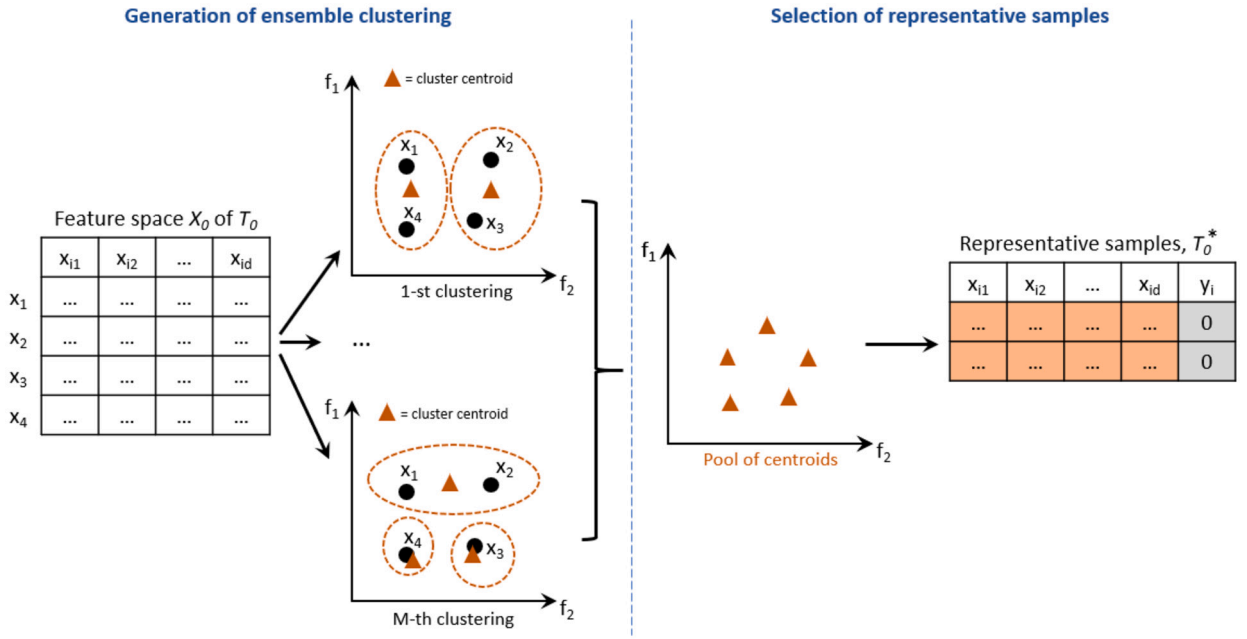 Generation of ensemble clustering
Selection of representative samples
f1
= cluster centroid
x1
x2
x4
x3
f2
1-st clustering
Feature space X0 of T0
xi1 xi2 ... xid
x1 ... ... ... ...
x2 ... ... ... ...
x3 ... ... ... ...
x4 ... ... ... ...
...
f1
= cluster centroid
x1
x2
x4
x3
f2
M-th clustering
f1
f2
Pool of centroids
Representative samples, T0*
xi1 xi2 ... xid yi
... ... ... ... 0
... ... ... ... 0